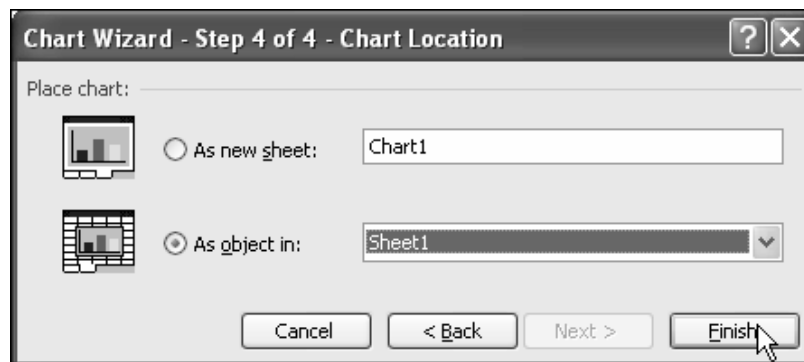 Chart Wizard - Step 4 of 4 - Chart Location ? X
Place chart:
As new sheet: Chart1
As object in: Sheet1
Cancel < Back Next > Finish